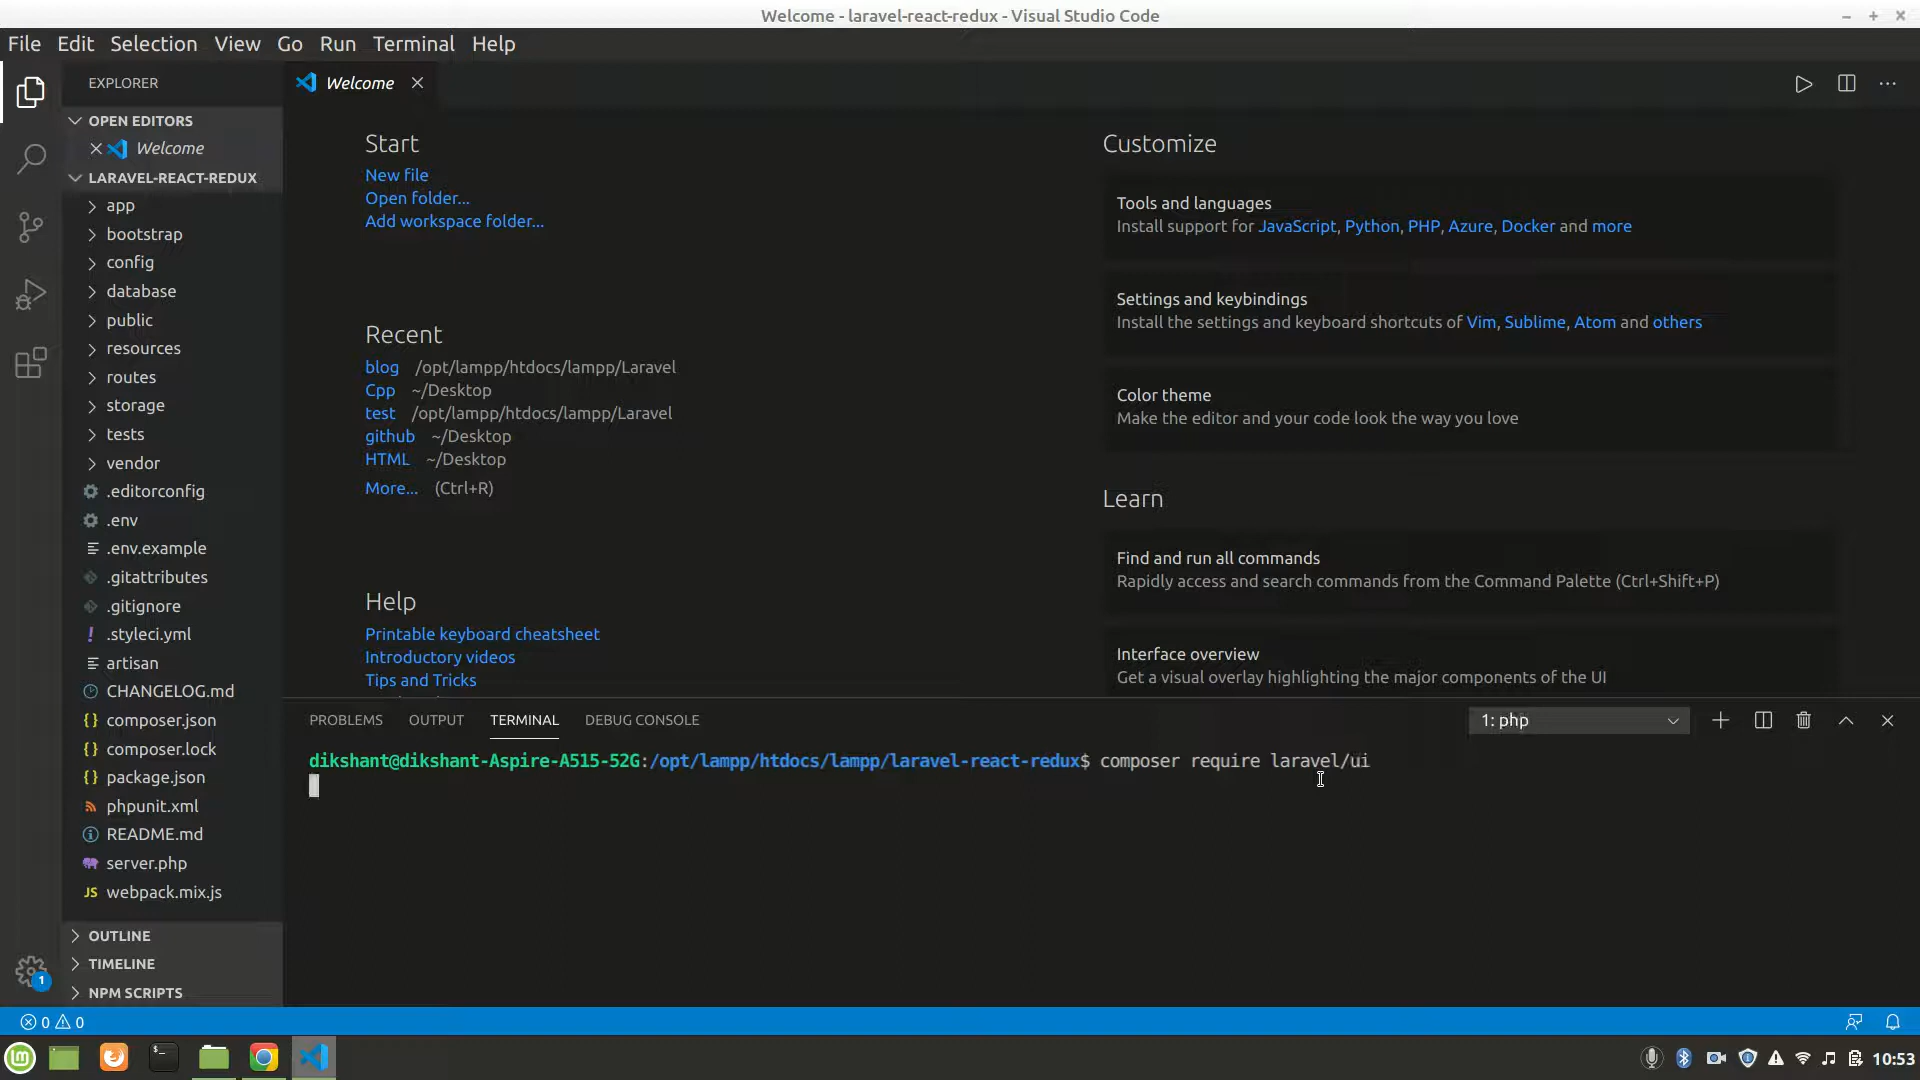 Welcome - laravel-react-redux - Visual Studio Code
File Edit Selection View Go Run Terminal Help
EXPLORER
OPEN EDITORS
Welcome
LARAVEL-REACT-REDUX
app
bootstrap
config
database
public
resources
routes
storage
tests
vendor
.editorconfig
.env
.env.example
.gitattributes
.gitignore
.styleci.yml
artisan
CHANGELOG.md
composer.json
composer.lock
package.json
phpunit.xml
README.md
server.php
JS webpack.mix.js
OUTLINE
TIMELINE
NPM SCRIPTS
Welcome
Start
New file
Open folder...
Add workspace folder...
Recent
blog /opt/lampp/htdocs/lampp/Laravel
Cpp ~/Desktop
test /opt/lampp/htdocs/lampp/Laravel
github ~/Desktop
HTML ~/Desktop
More... (Ctrl+R)
Help
Printable keyboard cheatsheet
Introductory videos
Tips and Tricks
Customize
Tools and languages
Install support for JavaScript, Python, PHP, Azure, Docker and more
Settings and keybindings
Install the settings and keyboard shortcuts of Vim, Sublime, Atom and others
Color theme
Make the editor and your code look the way you love
Learn
Find and run all commands
Rapidly access and search commands from the Command Palette (Ctrl+Shift+P)
Interface overview
Get a visual overlay highlighting the major components of the UI
PROBLEMS OUTPUT TERMINAL DEBUG CONSOLE
1: php
dikshant@dikshant-Aspire-A515-52G:/opt/lampp/htdocs/lampp/laravel-react-redux$ composer require laravel/ui
1
0 0
10:53